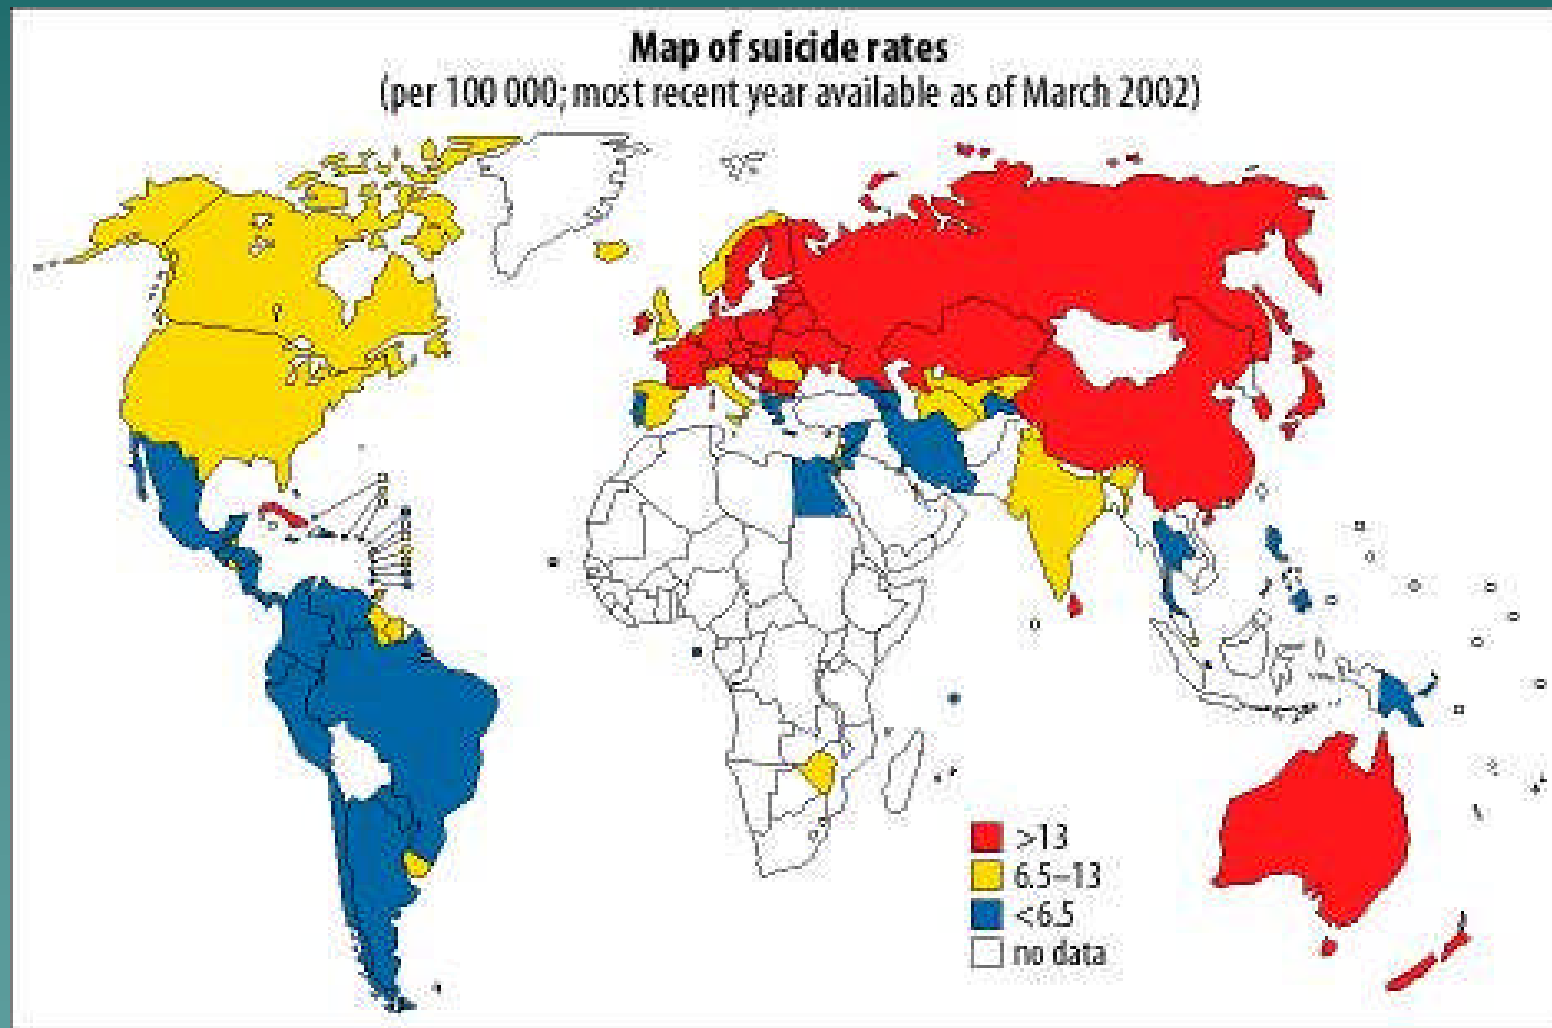 Map of suicide rates
(per 100 000; most recent year available as of March 2002)
>13
6.5–13
<6.5
no data